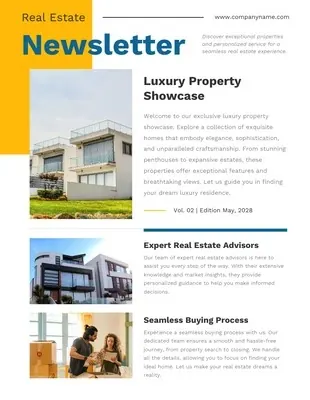 Real Estate
www.companyname.com
Newsletter
Discover exceptional properties
and personalized service for a
seamless real estate experience.
Luxury Property
Showcase
Welcome to our exclusive luxury property
showcase. Explore a collection of exquisite
homes that embody elegance, sophistication,
and unparalleled craftsmanship. From stunning
penthouses to expansive estates, these
properties offer exceptional features and
breathtaking views. Let us guide you in finding
your dream luxury residence.
Vol. 02 | Edition May, 2028
Expert Real Estate Advisors
Our team of expert real estate advisors is here to
assist you every step of the way. With their extensive
knowledge and market insights, they provide
personalized guidance to help you make informed
decisions.
Seamless Buying Process
Experience a seamless buying process with us. Our
dedicated team ensures a smooth and hassle-free
journey, from property search to closing. We handle
all the details, allowing you to focus on finding your
ideal home. Let us make your real estate dreams a
reality.